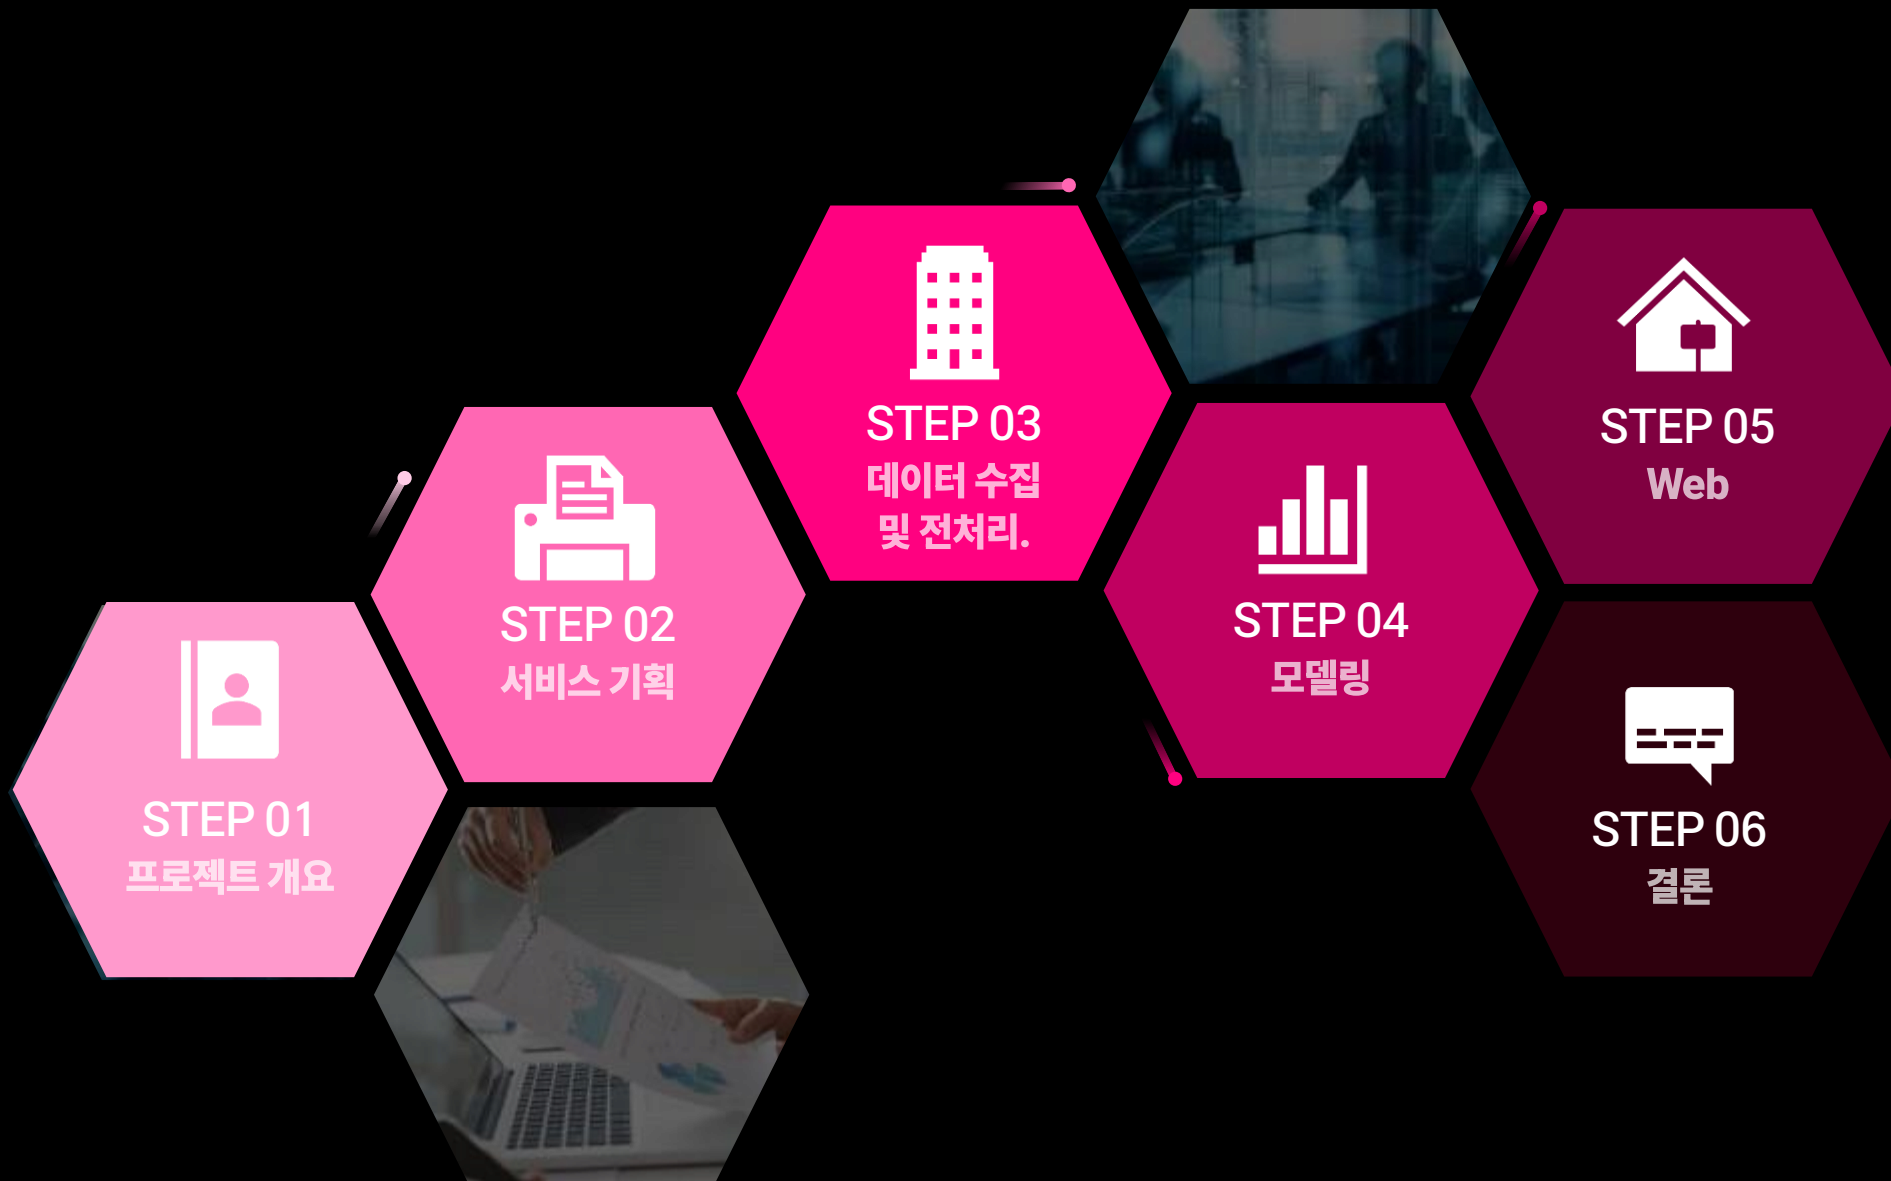 STEP 01
프로젝트 개요
STEP 02
서비스 기획
STEP 03
데이터 수집
및 전처리.
STEP 04
모델링
STEP 05
Web
STEP 06
결론